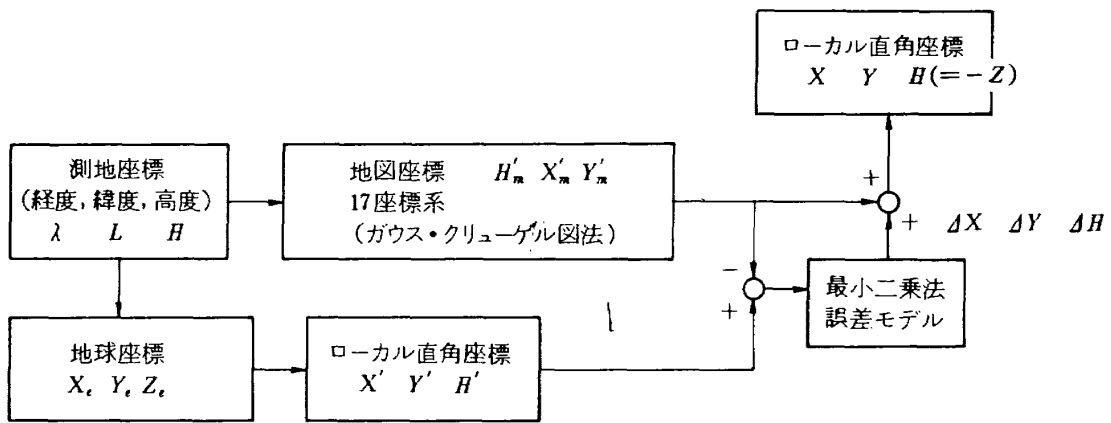 ローカル直角座標
X Y H(=-Z)
測地座標
(経度,緯度,高度)
λ L H
地図座標 H'm X'm Y'm
17座標系
(ガウス・クリューゲル図法)
+
+ ΔX ΔY ΔH
-
+
最小二乗法
誤差モデル
地球座標
Xe Ye Ze
ローカル直角座標
X' Y' H'